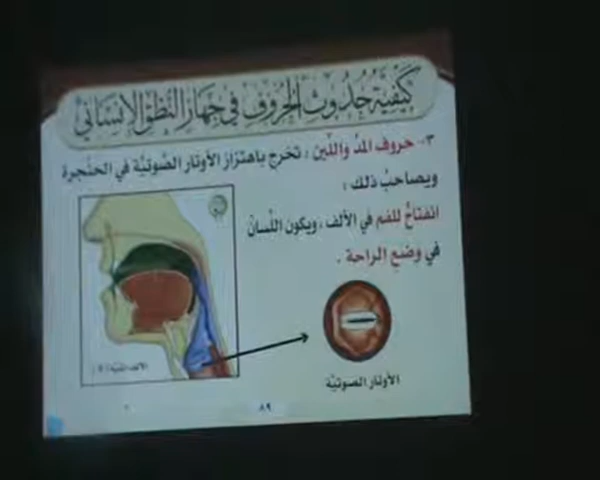 كيفية حدوث الحروف في جهاز النطق الإنساني
٣- حروف المد واللين : تخرج باهتزاز الأوتار الصوتية في الحنجرة
ويصاحب ذلك :
انفتاحٌ للفم في الألف ، ويكون اللسان
في وضع الراحة .
الأوتار الصوتية
٨٩